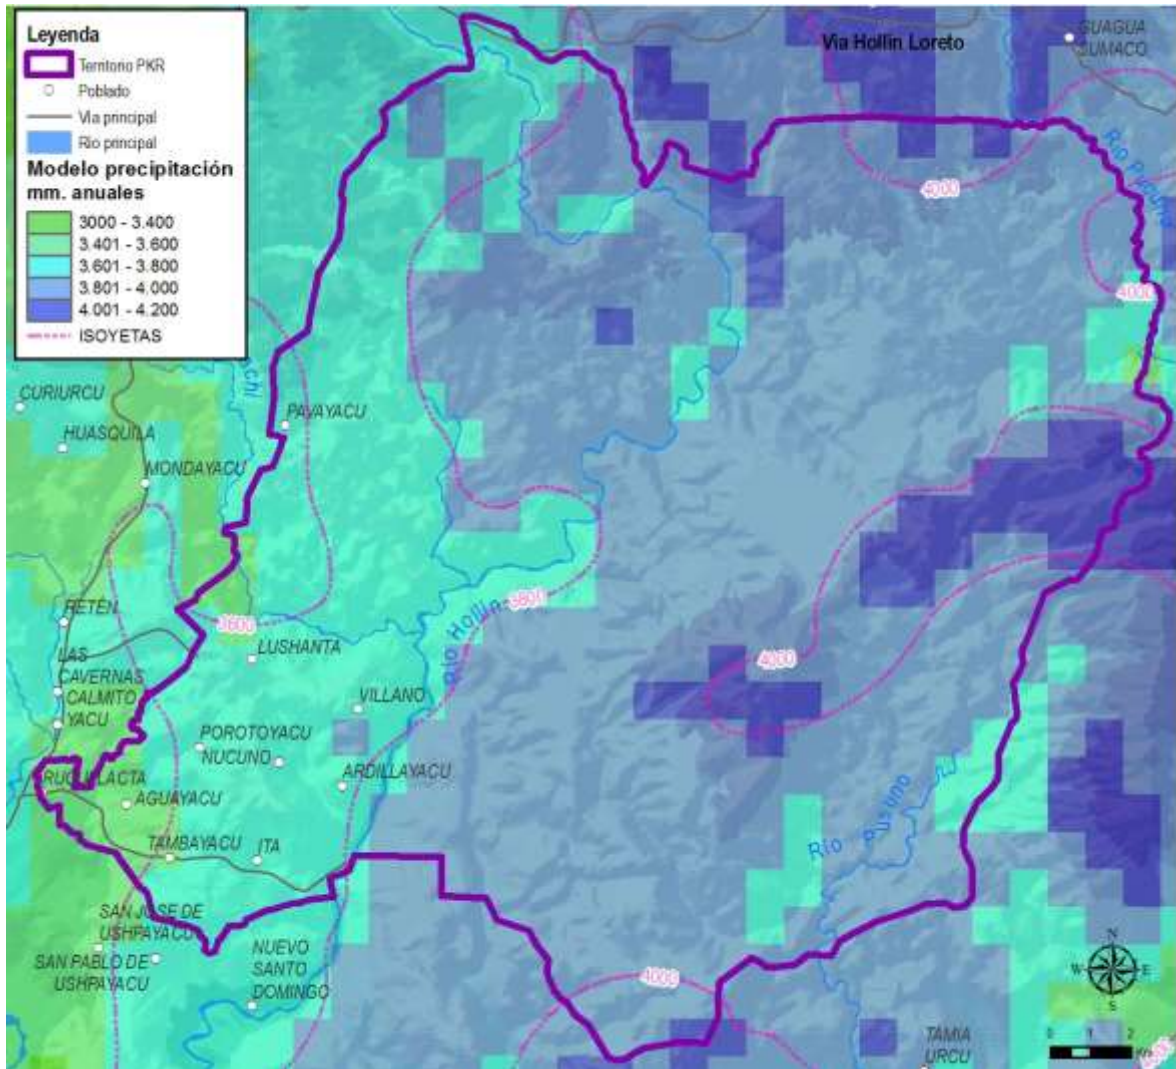 Leyenda
Territorio PKR
Poblado
Vía principal
Río principal
Modelo precipitación
mm. anuales
3000 - 3.400
3.401 - 3.600
3.601 - 3.800
3.801 - 4.000
4.001 - 4.200
ISOYETAS
Via Hollin Loreto
GUAGUA
SUMACO
Río Pucuno
4000
4000
CURIURCU
HUASQUILA
PAVAYACU
MONDAYACU
RETÉN
3600
Río Hollín
3800
LUSHANTA
LAS
CAVERNAS
CALMITO
YACU
4000
VILLANO
POROTOYACU
NUCUNO
ARDILLAYACU
AGUAYACU
Río Pusuno
TAMBAYACU
ITA
SAN JOSE DE
USHPAYACU
SAN PABLO DE
USHPAYACU
NUEVO
SANTO
DOMINGO
4000
N
W
E
S
TAMIA
URCU
0 1 2